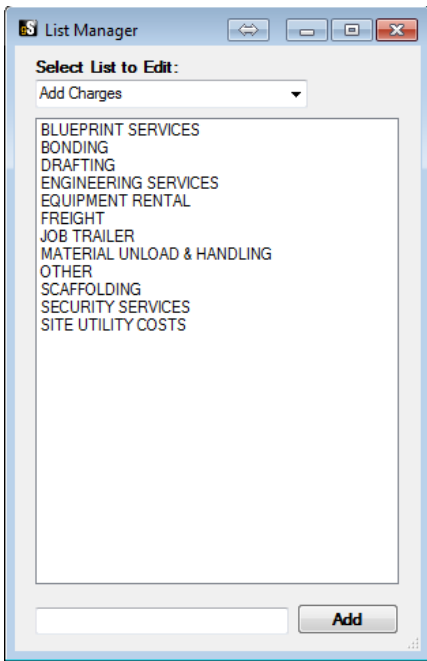 GS List Manager
Select List to Edit:
Add Charges
BLUEPRINT SERVICES
BONDING
DRAFTING
ENGINEERING SERVICES
EQUIPMENT RENTAL
FREIGHT
JOB TRAILER
MATERIAL UNLOAD & HANDLING
OTHER
SCAFFOLDING
SECURITY SERVICES
SITE UTILITY COSTS
Add